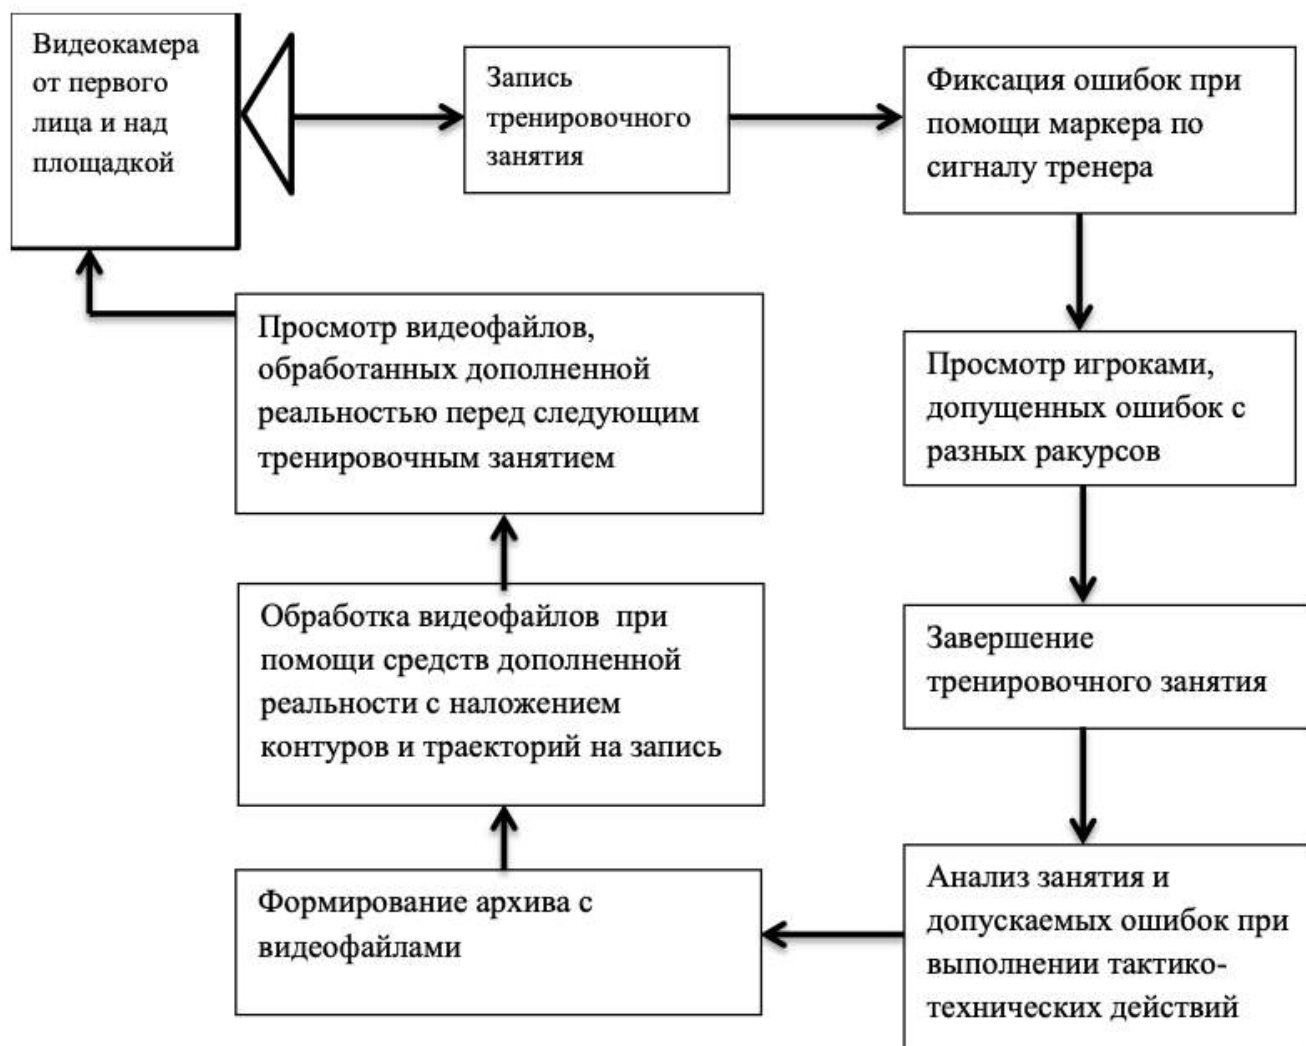 Видеокамера
от первого
лица и над
площадкой
Запись
тренировочного
занятия
Фиксация ошибок при
помощи маркера по
сигналу тренера
Просмотр игроками,
допущенных ошибок с
разных ракурсов
Завершение
тренировочного занятия
Анализ занятия и
допускаемых ошибок при
выполнении тактико-
технических действий
Формирование архива с
видеофайлами
Обработка видеофайлов  при
помощи средств дополненной
реальности с наложением
контуров и траекторий на запись
Просмотр видеофайлов,
обработанных дополненной
реальностью перед следующим
тренировочным занятием